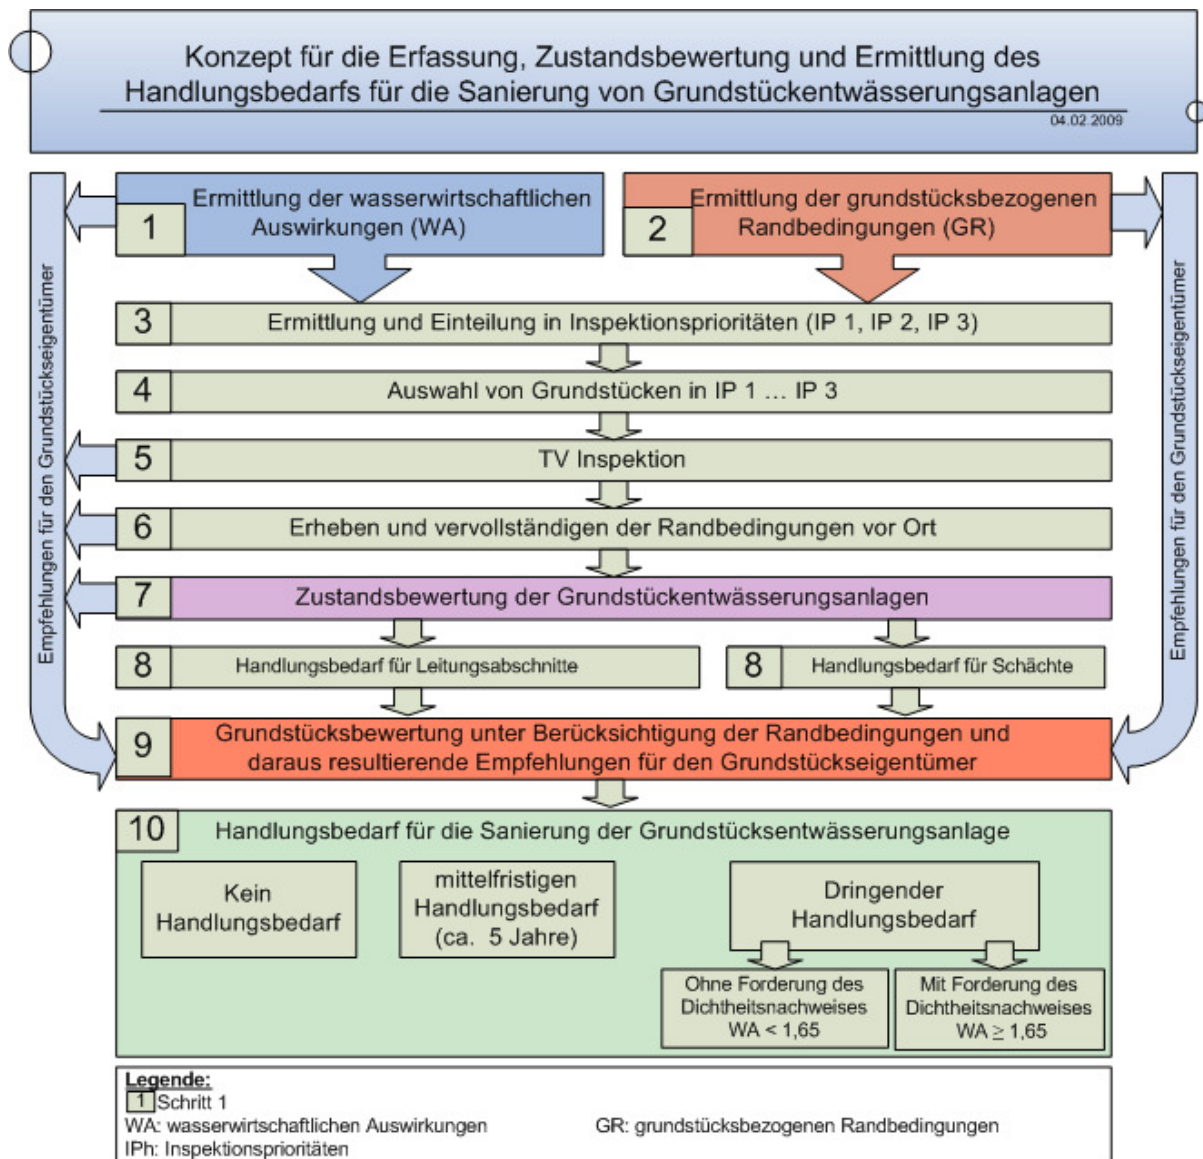 Konzept für die Erfassung, Zustandsbewertung und Ermittlung des
Handlungsbedarfs für die Sanierung von Grundstückentwässerungsanlagen
04.02.2009
Empfehlungen für den Grundstückseigentümer
1
Ermittlung der wasserwirtschaftlichen
Auswirkungen (WA)
2
Ermittlung der grundstücksbezogenen
Randbedingungen (GR)
Empfehlungen für den Grundstückseigentümer
3
Ermittlung und Einteilung in Inspektionsprioritäten (IP 1, IP 2, IP 3)
4
Auswahl von Grundstücken in IP 1 … IP 3
5
TV Inspektion
6
Erheben und vervollständigen der Randbedingungen vor Ort
7
Zustandsbewertung der Grundstückentwässerungsanlagen
8
Handlungsbedarf für Leitungsabschnitte
8
Handlungsbedarf für Schächte
9
Grundstücksbewertung unter Berücksichtigung der Randbedingungen und
daraus resultierende Empfehlungen für den Grundstückseigentümer
10
Handlungsbedarf für die Sanierung der Grundstücksentwässerungsanlage
Kein
Handlungsbedarf
mittelfristigen
Handlungsbedarf
(ca. 5 Jahre)
Dringender
Handlungsbedarf
Ohne Forderung des
Dichtheitsnachweises
WA < 1,65
Mit Forderung des
Dichtheitsnachweises
WA ≥ 1,65
Legende:
1 Schritt 1
WA: wasserwirtschaftlichen Auswirkungen
GR: grundstücksbezogenen Randbedingungen
IPh: Inspektionsprioritäten